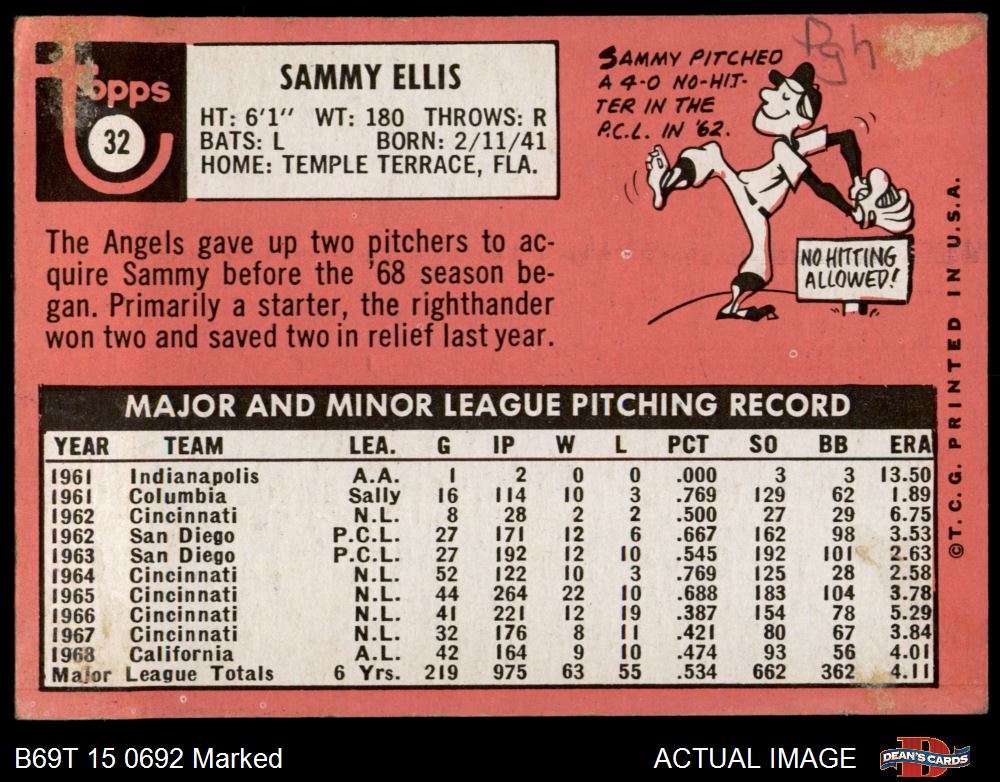 Pgh
topps
32
SAMMY ELLIS
HT: 6'1" WT: 180 THROWS: R
BATS: L BORN: 2/11/41
HOME: TEMPLE TERRACE, FLA.
SAMMY PITCHED
A 4-0 NO-HIT-
TER IN THE
P.C.L. IN '62.
NO HITTING
ALLOWED!
The Angels gave up two pitchers to ac-
quire Sammy before the '68 season be-
gan. Primarily a starter, the righthander
won two and saved two in relief last year.
MAJOR AND MINOR LEAGUE PITCHING RECORD
YEAR TEAM LEA. G IP W L PCT SO BB ERA
1961 Indianapolis A.A. 1 2 0 0 .000 3 3 13.50
1961 Columbia Sally 16 114 10 3 .769 129 62 1.89
1962 Cincinnati N.L. 8 28 2 2 .500 27 29 6.75
1962 San Diego P.C.L. 27 171 12 6 .667 162 98 3.53
1963 San Diego P.C.L. 27 192 12 10 .545 192 101 2.63
1964 Cincinnati N.L. 52 122 10 3 .769 125 28 2.58
1965 Cincinnati N.L. 44 264 22 10 .688 183 104 3.78
1966 Cincinnati N.L. 41 221 12 19 .387 154 78 5.29
1967 Cincinnati N.L. 32 176 8 11 .421 80 67 3.84
1968 California A.L. 42 164 9 10 .474 93 56 4.01
Major League Totals 6 Yrs. 219 975 63 55 .534 662 362 4.11
©T.C.G. PRINTED IN U.S.A.
B69T 15 0692 Marked
ACTUAL IMAGE
DEAN'S CARDS